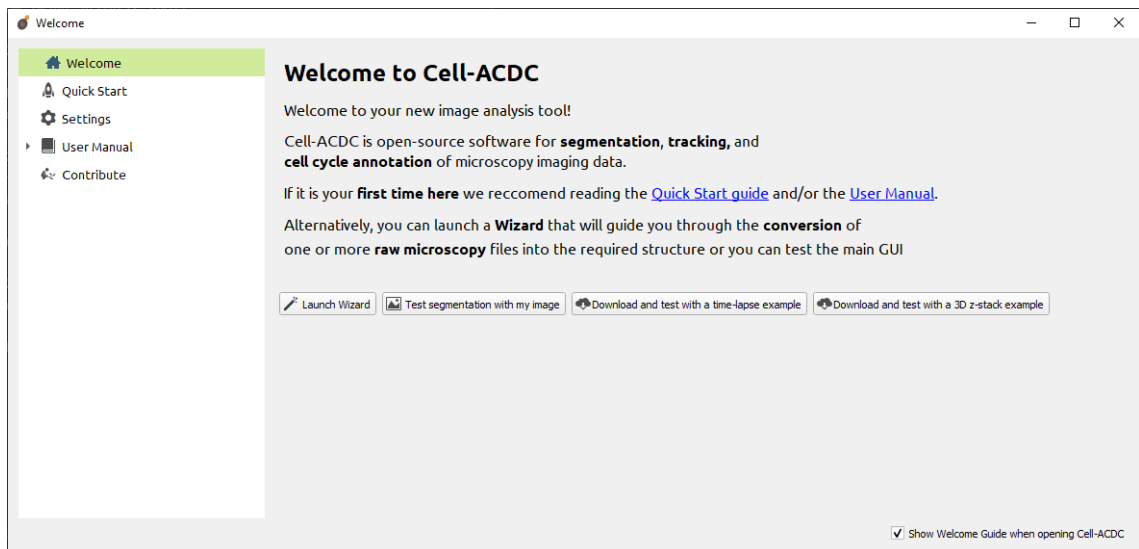 Welcome
Welcome
Quick Start
Settings
User Manual
Contribute
Welcome to Cell-ACDC
Welcome to your new image analysis tool!
Cell-ACDC is open-source software for segmentation, tracking, and
cell cycle annotation of microscopy imaging data.
If it is your first time here we reccomend reading the Quick Start guide and/or the User Manual.
Alternatively, you can launch a Wizard that will guide you through the conversion of
one or more raw microscopy files into the required structure or you can test the main GUI
Launch Wizard Test segmentation with my image Download and test with a time-lapse example Download and test with a 3D z-stack example
Show Welcome Guide when opening Cell-ACDC